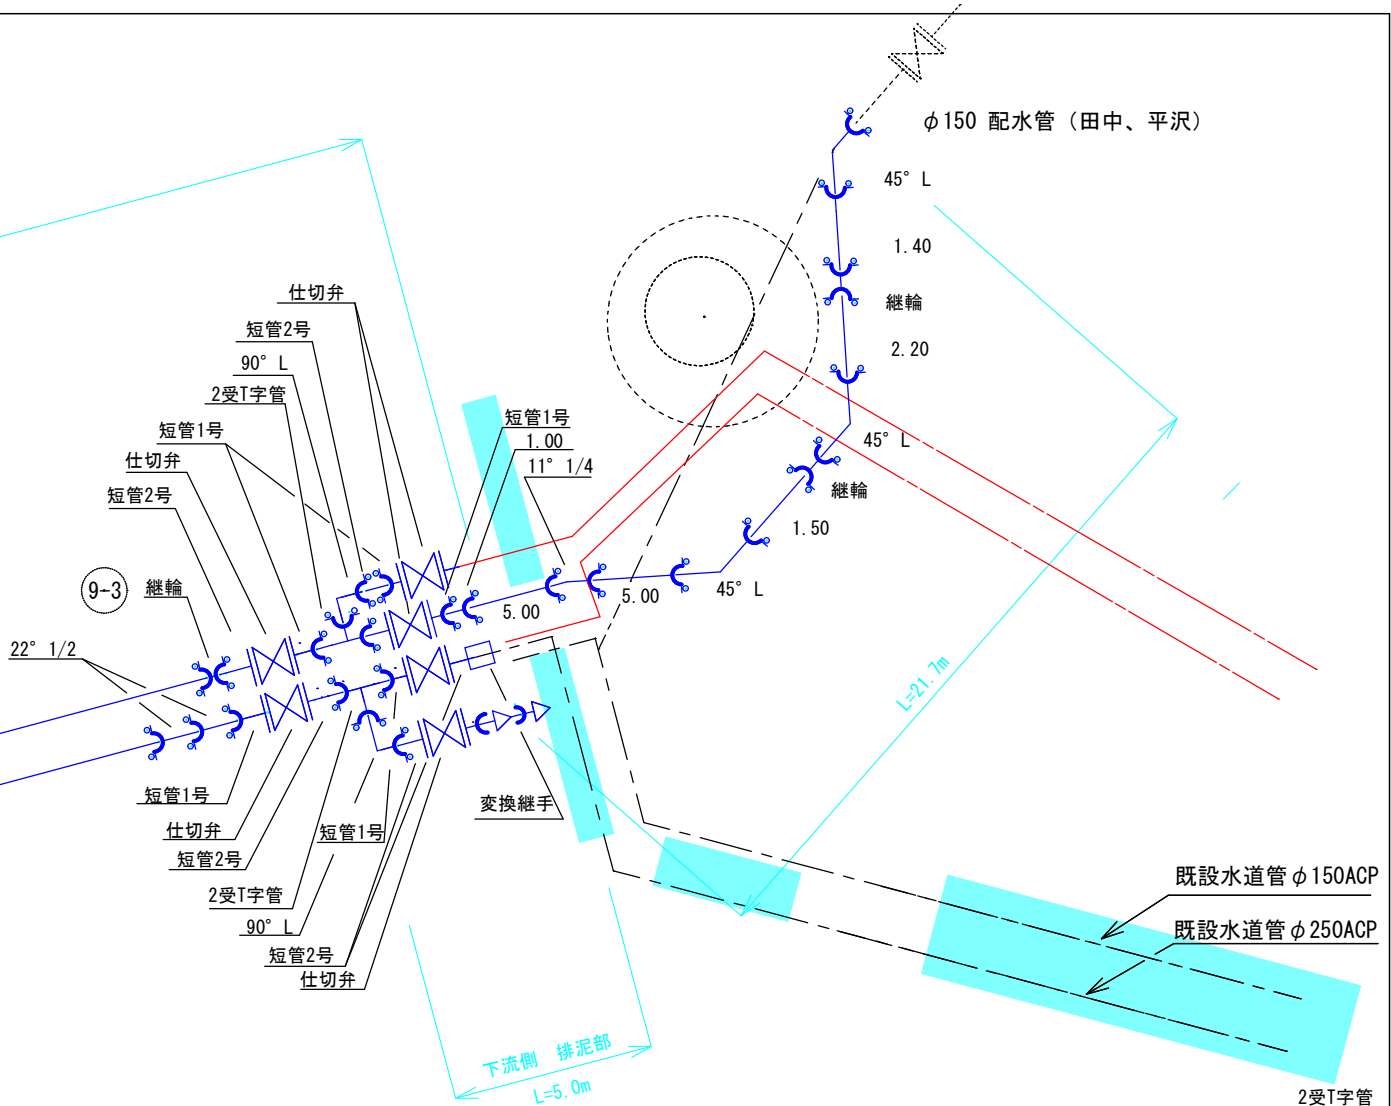 φ150 配水管（田中、平沢）
45° L
1.40
継輪
2.20
45° L
継輪
1.50
仕切弁
短管2号
90° L
2受T字管
短管1号
仕切弁
短管2号
短管1号
1.00
11° 1/4
9-3
継輪
22° 1/2
5.00
5.00
45° L
L=21.7m
短管1号
仕切弁
短管2号
短管1号
変換継手
2受T字管
90° L
短管2号
仕切弁
既設水道管φ150ACP
既設水道管φ250ACP
下流側 排泥部
L=5.0m
2受T字管